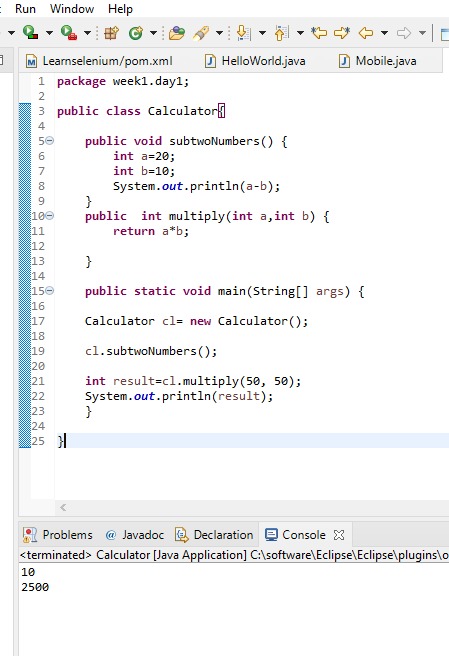 Run Window Help
Learnselenium/pom.xml HelloWorld.java Mobile.java
1 package week1.day1;
2
3 public class Calculator{
4
5 public void subtwoNumbers() {
6 int a=20;
7 int b=10;
8 System.out.println(a-b);
9 }
10 public  int multiply(int a,int b) {
11 return a*b;
12
13 }
14
15 public static void main(String[] args) {
16
17 Calculator cl= new Calculator();
18
19 cl.subtwoNumbers();
20
21 int result=cl.multiply(50, 50);
22 System.out.println(result);
23 }
24
25 }
Problems @ Javadoc Declaration Console
<terminated> Calculator [Java Application] C:\software\Eclipse\Eclipse\plugins\o
10
2500